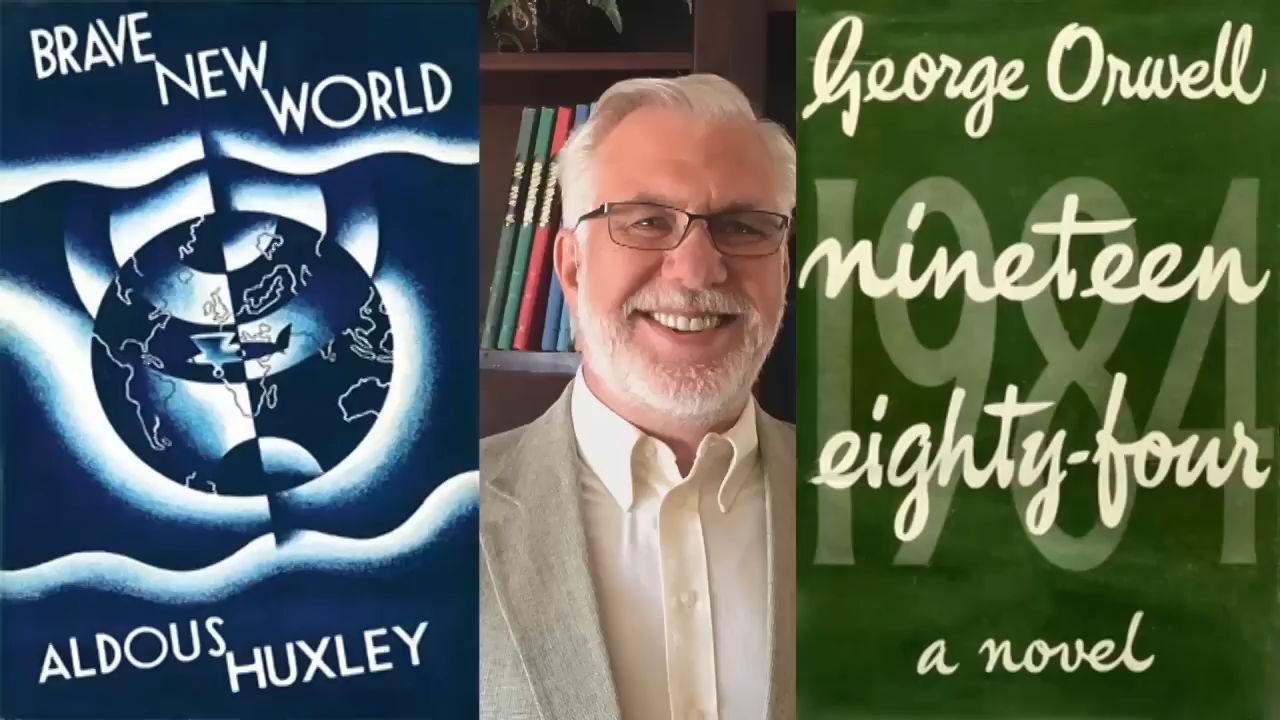 BRAVE
NEW
WORLD
ALDOUS
HUXLEY
George Orwell
1984
nineteen
eighty-four
a novel